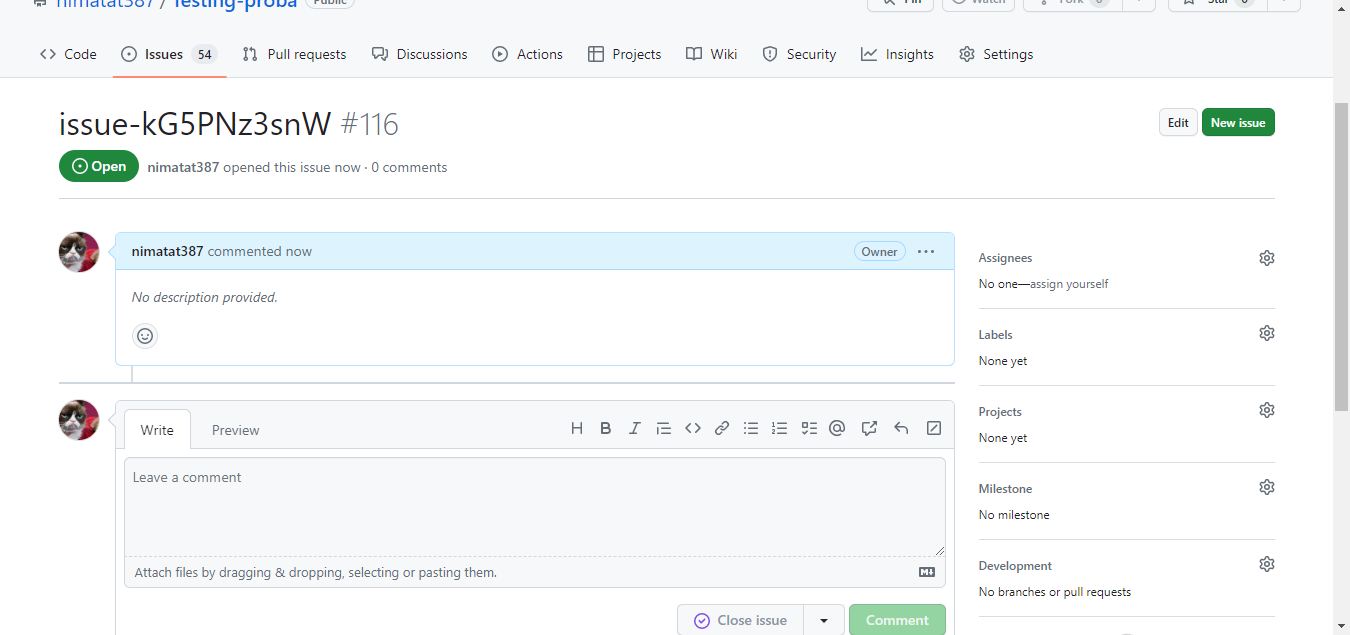 nimatat387 / Testing-proba Public Pin Watch Fork 0 Star 0
Code Issues 54 Pull requests Discussions Actions Projects Wiki Security Insights Settings
issue-kG5PNz3snW #116 Edit New issue
Open nimatat387 opened this issue now · 0 comments
nimatat387 commented now Owner
No description provided.
Write Preview
Leave a comment
Attach files by dragging & dropping, selecting or pasting them.
Close issue Comment
Assignees
No one—assign yourself
Labels
None yet
Projects
None yet
Milestone
No milestone
Development
No branches or pull requests